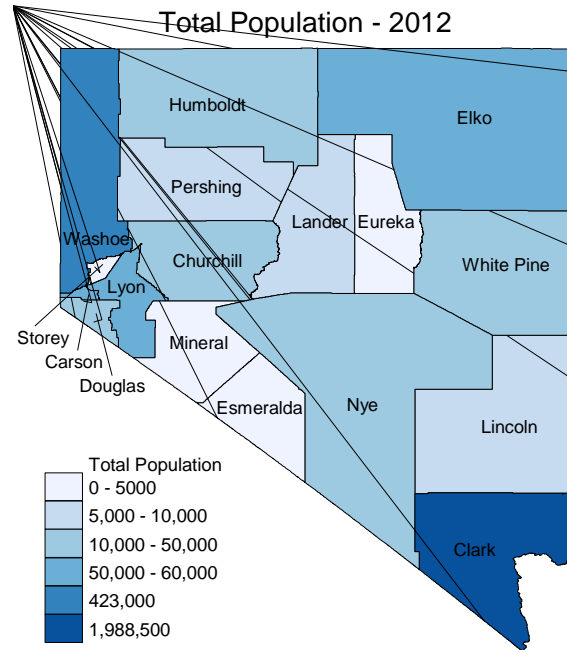 Total Population - 2012
Humboldt
Elko
Pershing
Lander
Eureka
Washoe
Churchill
White Pine
Lyon
Storey
Mineral
Carson
Douglas
Esmeralda
Nye
Lincoln
Total Population
0 - 5000
5,000 - 10,000
10,000 - 50,000
50,000 - 60,000
423,000
1,988,500
Clark